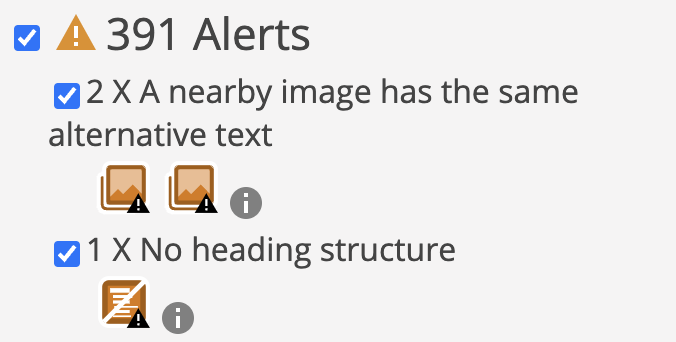 391 Alerts
2 X A nearby image has the same
alternative text
1 X No heading structure